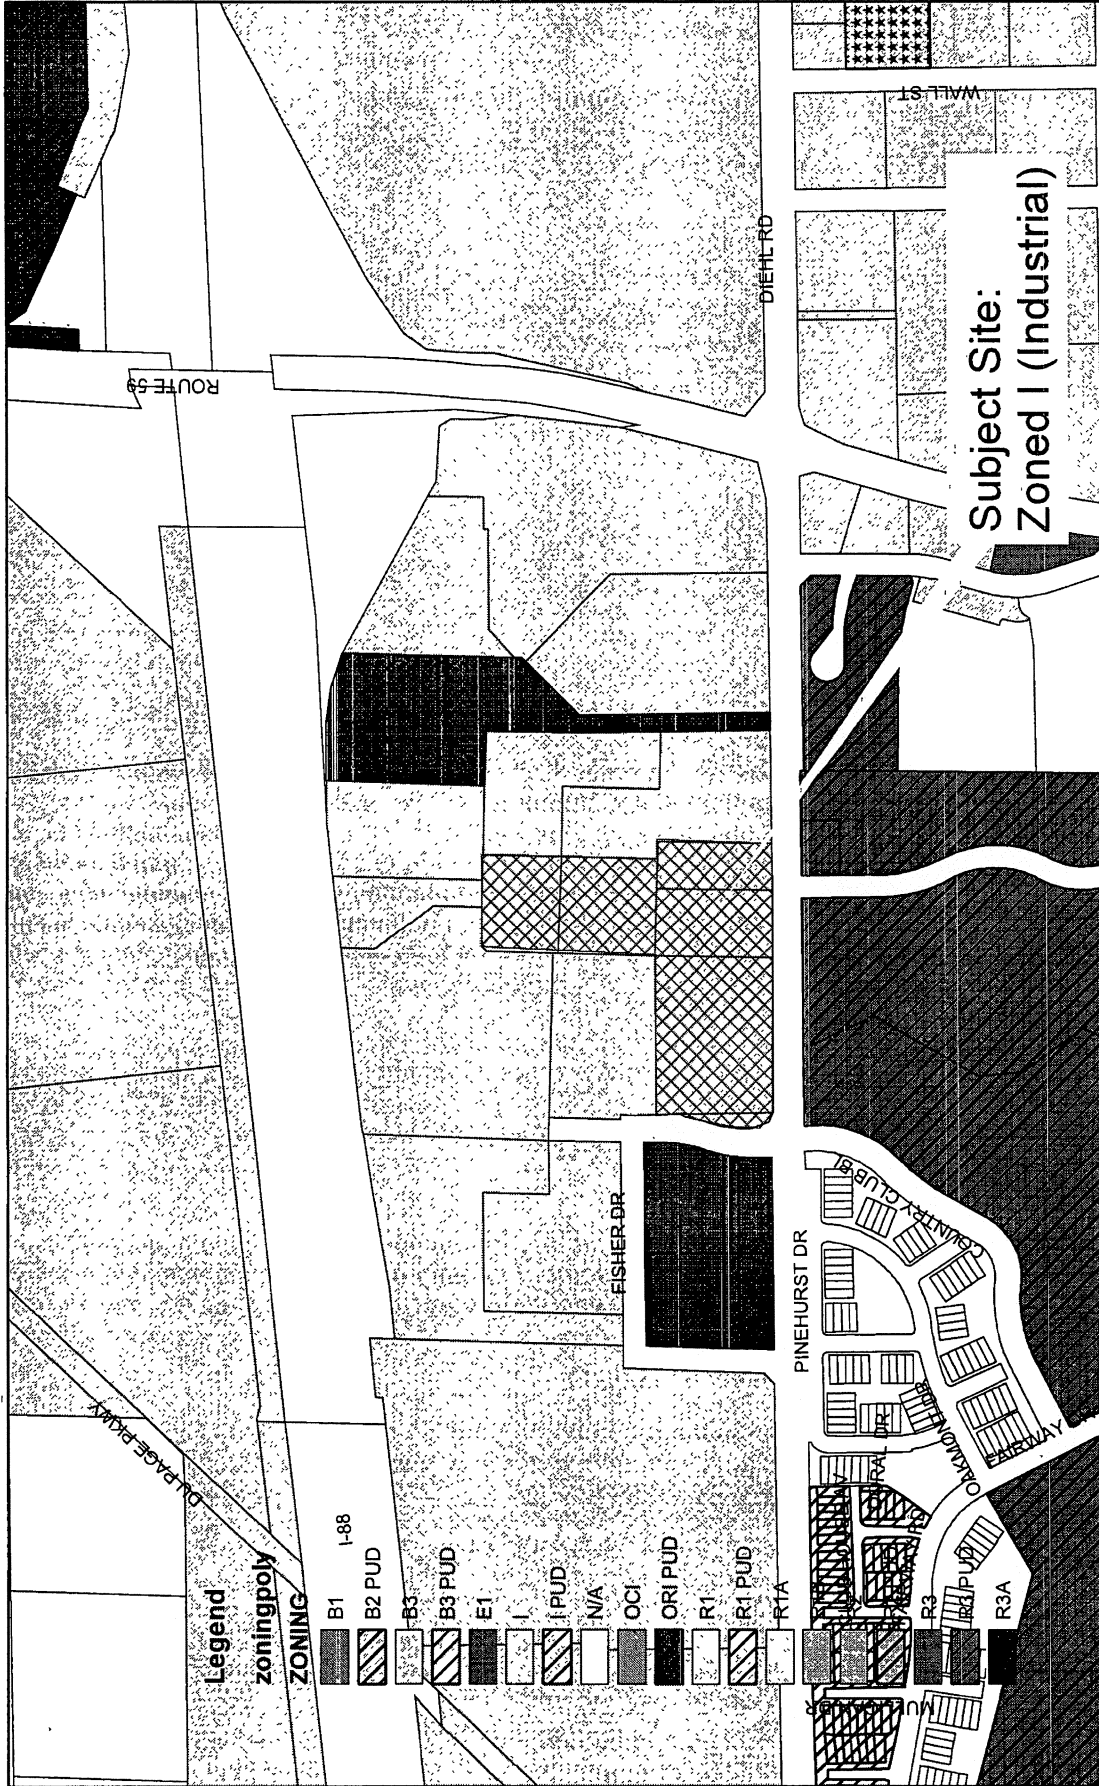 WALL ST
DIEHL RD
ROUTE 59
Subject Site:
Zoned I (Industrial)
FISHER DR
PINEHURST DR
COUNTRY CLUB BL
FAIRWAY
DU PAGE PKWY
I-88
Legend
zoningpoly
ZONING
B1
B2 PUD
B3
B3 PUD
E1
I
I PUD
N/A
OCI
ORI PUD
R1
R1 PUD
R1A
R3
R3 PUD
R3A